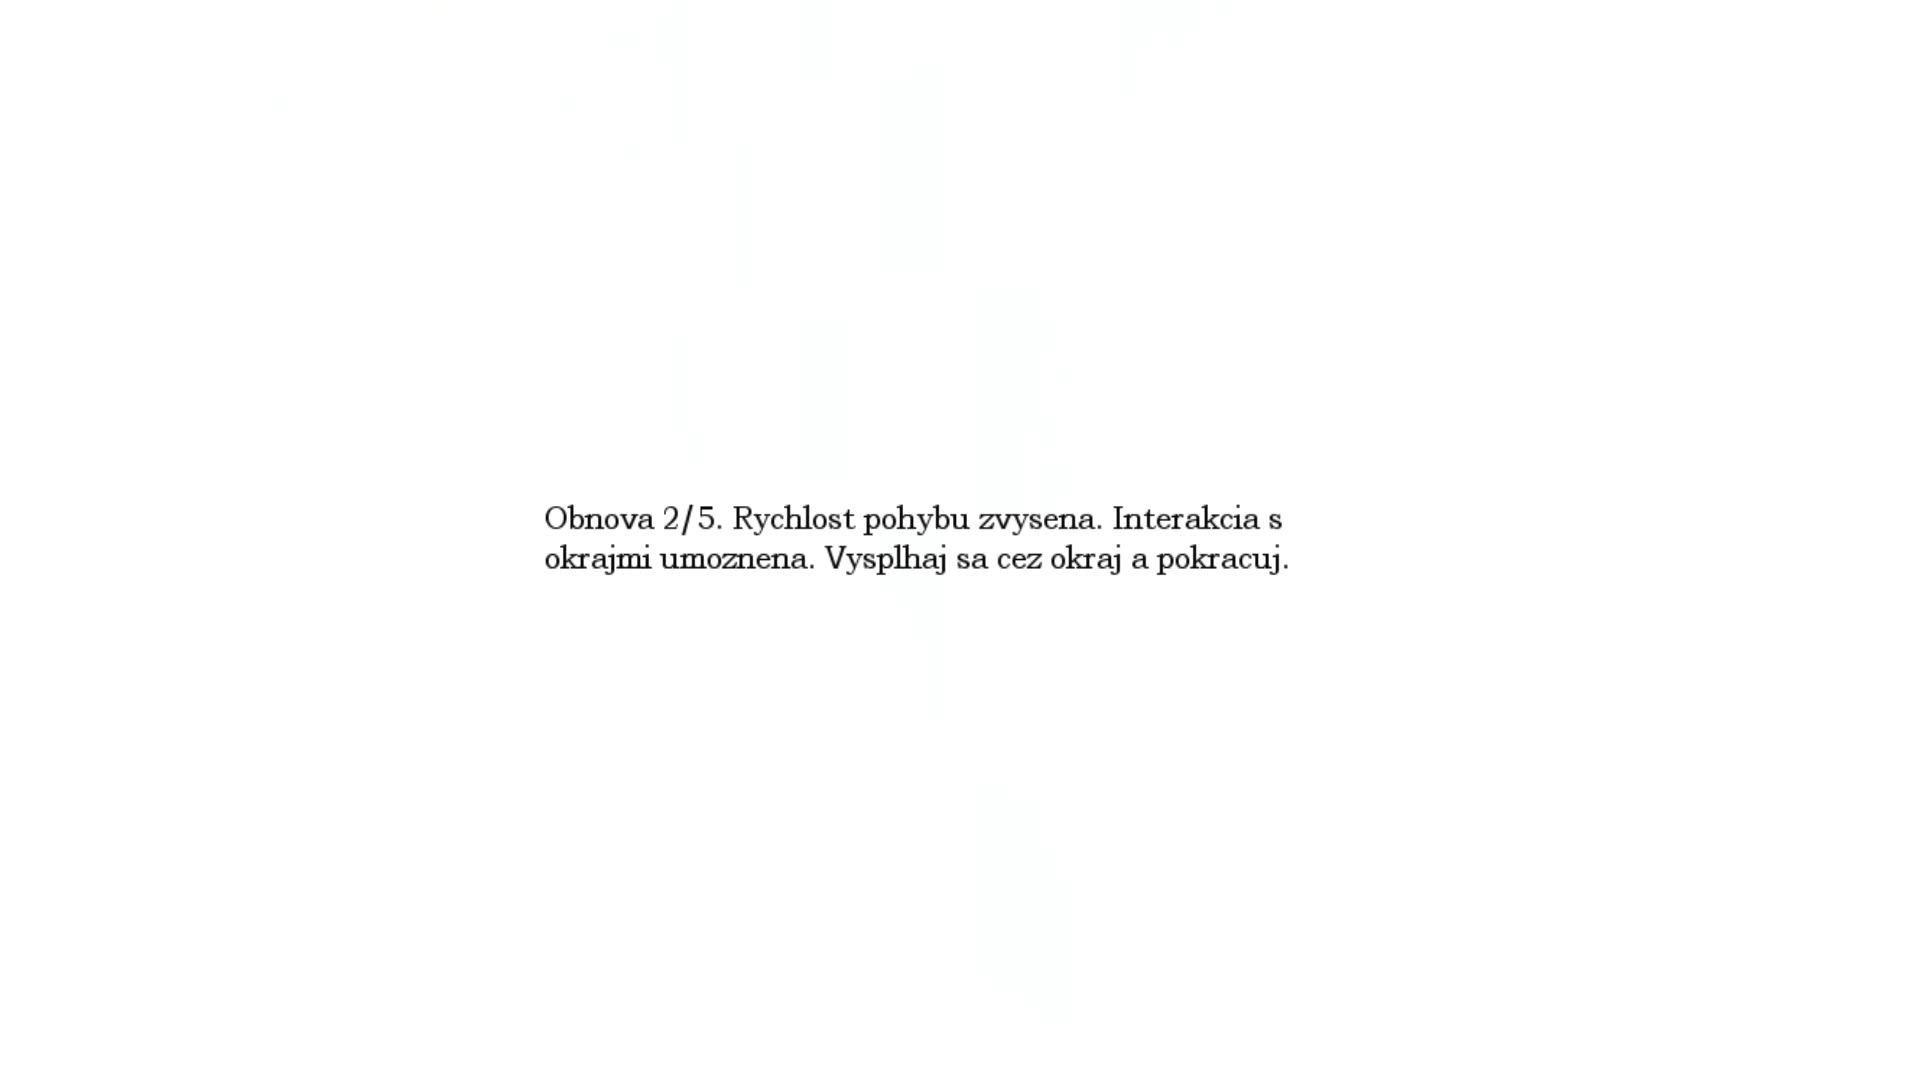 Obnova 2/5. Rychlost pohybu zvysena. Interakcia s
okrajmi umoznena. Vysplhaj sa cez okraj a pokracuj.